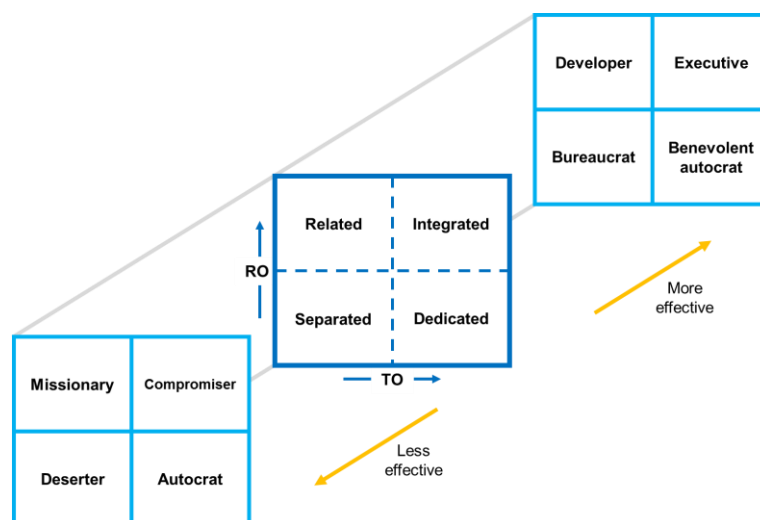 Developer
Executive
Bureaucrat
Benevolent
autocrat
Related
Integrated
RO
Separated
Dedicated
TO
More
effective
Missionary
Compromiser
Deserter
Autocrat
Less
effective